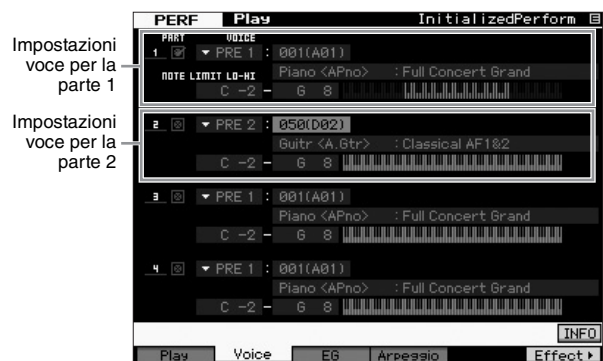 PERF Play InitializedPerform
PART VOICE
Impostazioni
voce per la
parte 1
1 PRE 1 : 001(A01)
Piano <APno> : Full Concert Grand
NOTE LIMIT LO-HI
C -2 - G 8
Impostazioni
voce per la
parte 2
2 PRE 2 : 050(D02)
Guitr <A.Gtr> : Classical AF1&2
C -2 - G 8
3 PRE 1 : 001(A01)
Piano <APno> : Full Concert Grand
C -2 - G 8
4 PRE 1 : 001(A01)
Piano <APno> : Full Concert Grand
C -2 - G 8
INFO
Play Voice EG Arpeggio Effect